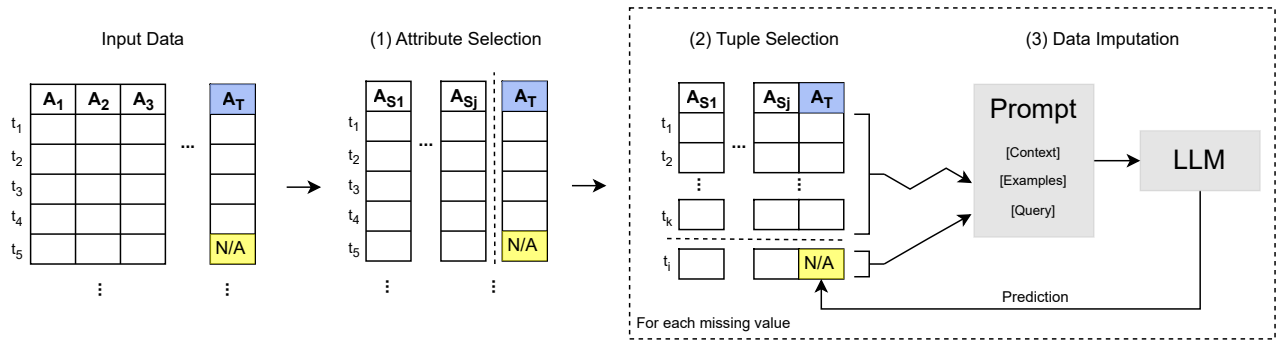 Input Data
A1 A2 A3 ... AT
t1
t2
t3
t4
t5 N/A
⋮ ⋮
(1) Attribute Selection
AS1 ... ASj AT
t1
t2
t3
t4
t5 N/A
⋮ ⋮
(2) Tuple Selection
AS1 ... ASj AT
t1
t2
⋮ ⋮
tk
ti N/A
(3) Data Imputation
Prompt
[Context]
[Examples]
[Query]
LLM
Prediction
For each missing value